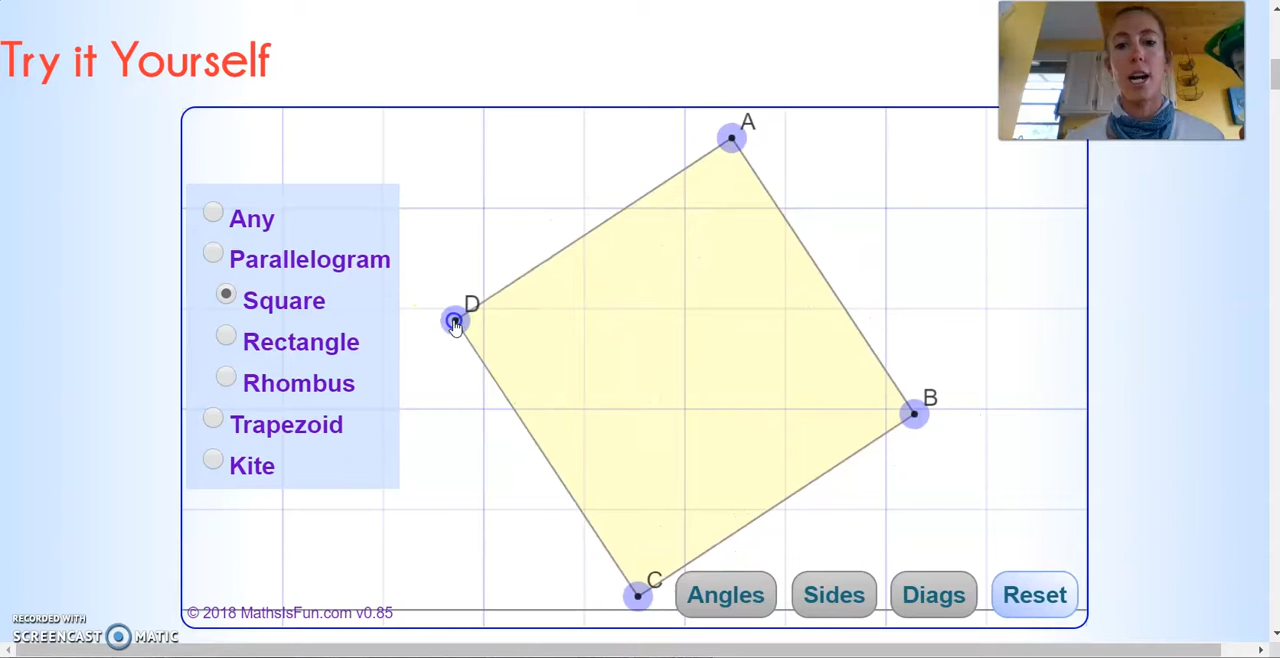 Try it Yourself
A
Any
Parallelogram
D
Square
Rectangle
Rhombus
B
Trapezoid
Kite
C
Angles
Sides
Diags
Reset
© 2018 MathsIsFun.com v0.85
RECORDED WITH
SCREENCAST MATIC